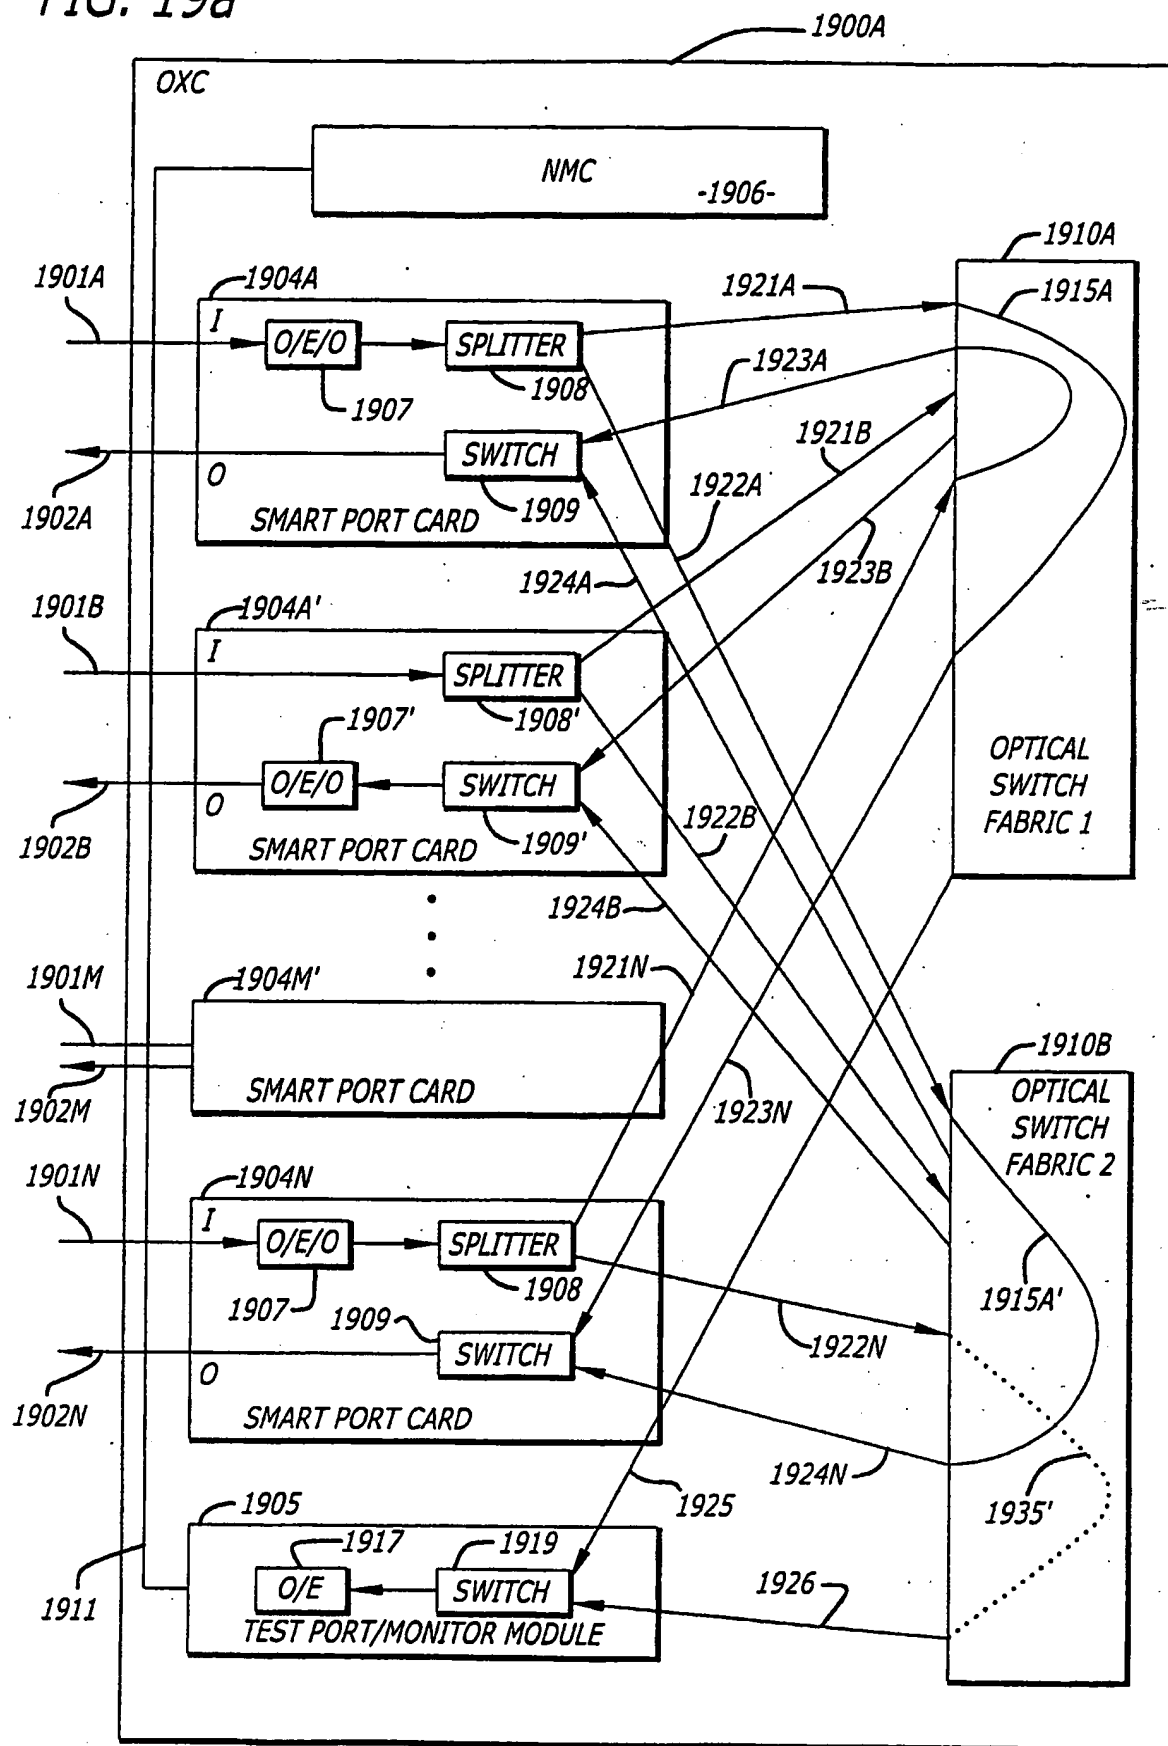 FIG. 19a
1900A
OXC
NMC
-1906-
1910A
1901A
1904A
1921A
1915A
I
O/E/O
SPLITTER
1923A
1908
1907
1921B
SWITCH
O
1922A
1902A
1909
SMART PORT CARD
1924A
1923B
1901B
1904A'
I
SPLITTER
1907'
1908'
OPTICAL
SWITCH
FABRIC 1
O/E/O
SWITCH
O
1922B
1902B
SMART PORT CARD
1909'
1924B
1921N
1901M
1904M'
1910B
OPTICAL
SWITCH
FABRIC 2
SMART PORT CARD
1902M
1923N
1901N
1904N
I
O/E/O
SPLITTER
1908
1907
1909
1915A'
1922N
SWITCH
O
1902N
SMART PORT CARD
1924N
1925
1935'
1905
1917
1919
O/E
SWITCH
1926
1911
TEST PORT/MONITOR MODULE